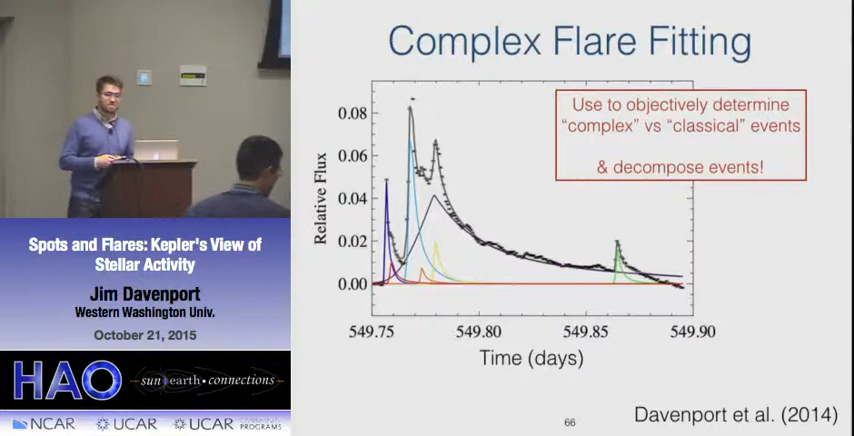 Complex Flare Fitting
Use to objectively determine
“complex” vs “classical” events
& decompose events!
Relative Flux
0.08
0.06
0.04
0.02
0.00
549.75
549.80
549.85
549.90
Time (days)
66
Davenport et al. (2014)
Spots and Flares: Kepler's View of
Stellar Activity
Jim Davenport
Western Washington Univ.
October 21, 2015
HAO
sun earth • connections
NCAR
UCAR
UCAR
PROGRAMS